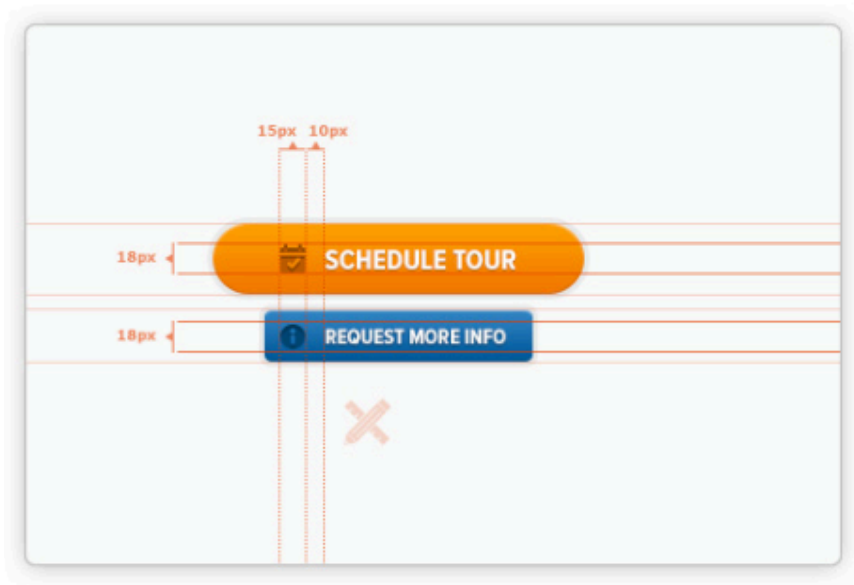 15px 10px
18px
SCHEDULE TOUR
18px
REQUEST MORE INFO